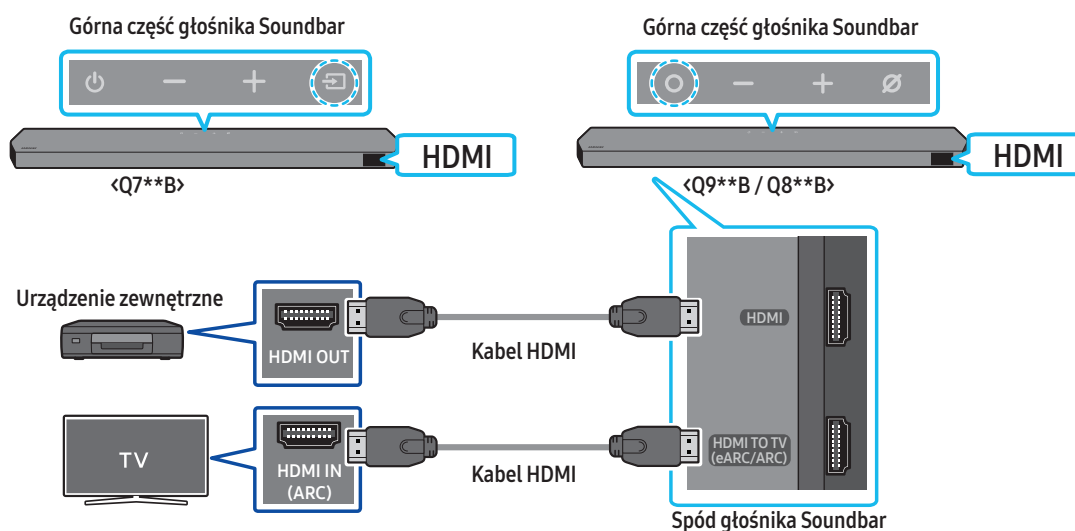 Górna część głośnika Soundbar
HDMI
<Q7**B>
Górna część głośnika Soundbar
HDMI
<Q9**B / Q8**B>
Urządzenie zewnętrzne
HDMI OUT
Kabel HDMI
HDMI
TV
HDMI IN
(ARC)
Kabel HDMI
HDMI TO TV
(eARC/ARC)
Spód głośnika Soundbar